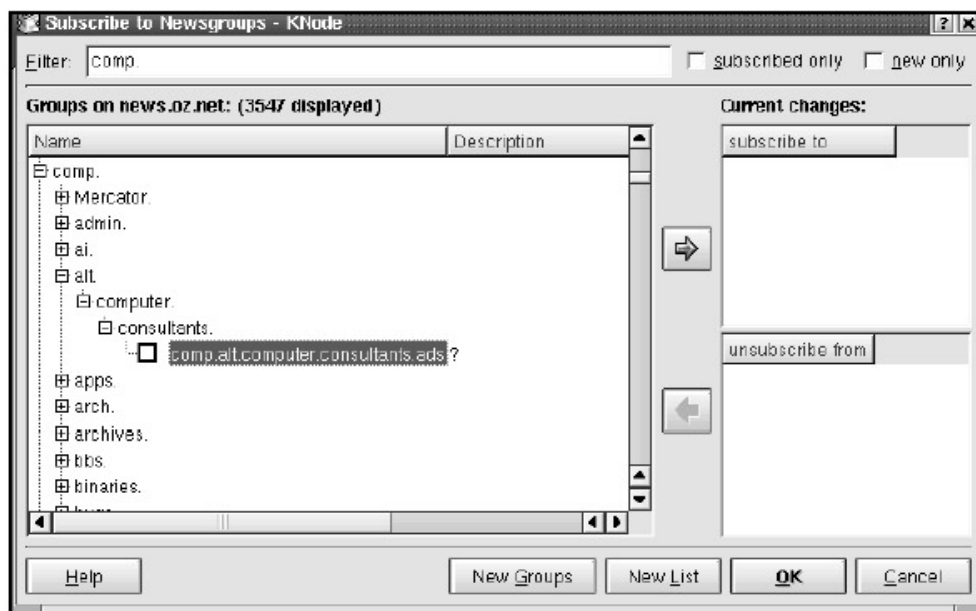 Subscribe to Newsgroups - KNode
Filter: comp. subscribed only new only
Groups on news.oz.net: (3547 displayed) Current changes:
Name Description subscribe to
comp.
Mercator.
admin.
ai.
alt.
computer.
consultants.
comp.alt.computer.consultants.ads ?
unsubscribe from
apps.
arch.
archives.
bbs.
binaries.
Help New Groups New List OK Cancel